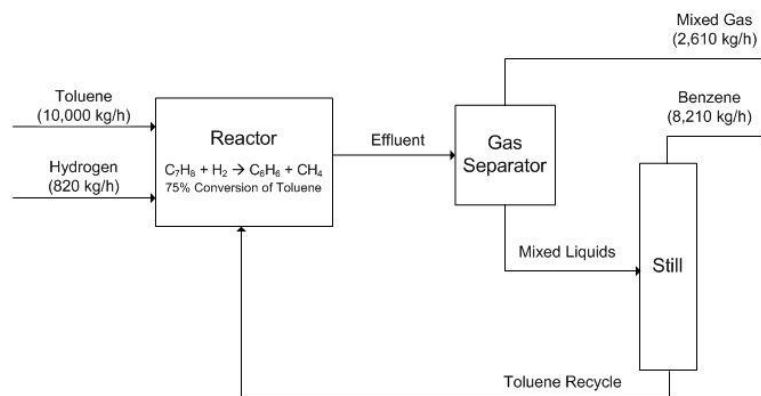 Mixed Gas
(2,610 kg/h)
Toluene
(10,000 kg/h)
Benzene
(8,210 kg/h)
Reactor
Effluent
Gas
Separator
Hydrogen
(820 kg/h)
C₇H₈ + H₂ → C₆H₆ + CH₄
75% Conversion of Toluene
Mixed Liquids
Still
Toluene Recycle